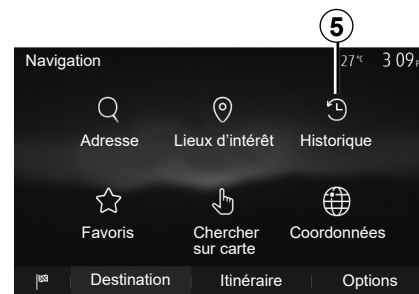 5
Navigation 27°C 3 09
Adresse Lieux d'intérêt Historique
Favoris Chercher sur carte Coordonnées
Destination Itinéraire Options